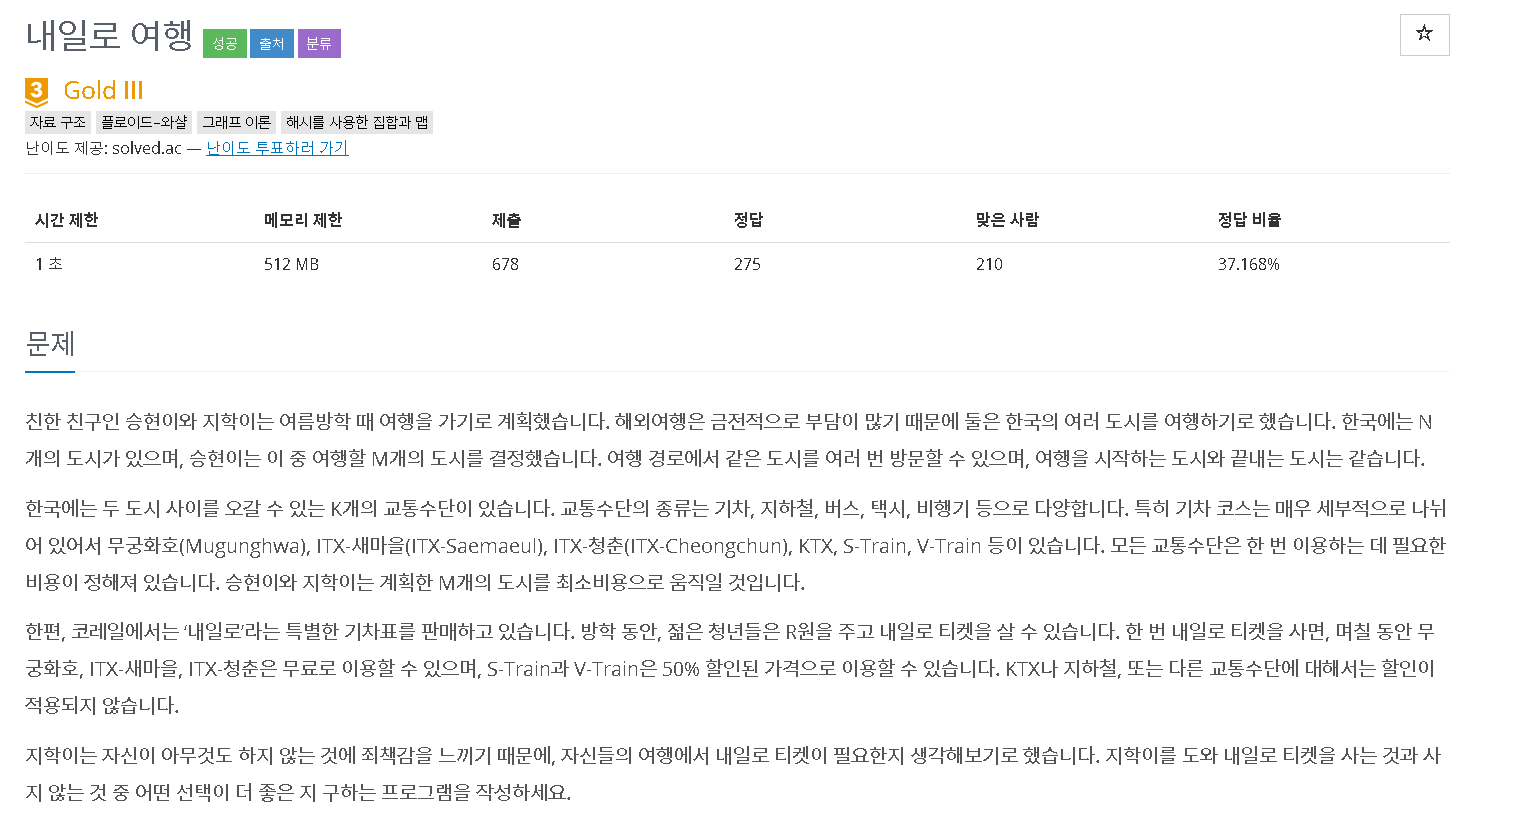 내일로 여행 성공 출처 분류
☆
3 Gold III
자료 구조 플로이드–와샬 그래프 이론 해시를 사용한 집합과 맵
난이도 제공: solved.ac — 난이도 투표하러 가기
시간 제한 메모리 제한 제출 정답 맞은 사람 정답 비율
1 초 512 MB 678 275 210 37.168%
문제
친한 친구인 승현이와 지학이는 여름방학 때 여행을 가기로 계획했습니다. 해외여행은 금전적으로 부담이 많기 때문에 둘은 한국의 여러 도시를 여행하기로 했습니다. 한국에는 N
개의 도시가 있으며, 승현이는 이 중 여행할 M개의 도시를 결정했습니다. 여행 경로에서 같은 도시를 여러 번 방문할 수 있으며, 여행을 시작하는 도시와 끝내는 도시는 같습니다.
한국에는 두 도시 사이를 오갈 수 있는 K개의 교통수단이 있습니다. 교통수단의 종류는 기차, 지하철, 버스, 택시, 비행기 등으로 다양합니다. 특히 기차 코스는 매우 세부적으로 나뉘
어 있어서 무궁화호(Mugunghwa), ITX-새마을(ITX-Saemaeul), ITX-청춘(ITX-Cheongchun), KTX, S-Train, V-Train 등이 있습니다. 모든 교통수단은 한 번 이용하는 데 필요한
비용이 정해져 있습니다. 승현이와 지학이는 계획한 M개의 도시를 최소비용으로 움직일 것입니다.
한편, 코레일에서는 ‘내일로’라는 특별한 기차표를 판매하고 있습니다. 방학 동안, 젊은 청년들은 R원을 주고 내일로 티켓을 살 수 있습니다. 한 번 내일로 티켓을 사면, 며칠 동안 무
궁화호, ITX-새마을, ITX-청춘은 무료로 이용할 수 있으며, S-Train과 V-Train은 50% 할인된 가격으로 이용할 수 있습니다. KTX나 지하철, 또는 다른 교통수단에 대해서는 할인이
적용되지 않습니다.
지학이는 자신이 아무것도 하지 않는 것에 죄책감을 느끼기 때문에, 자신들의 여행에서 내일로 티켓이 필요한지 생각해보기로 했습니다. 지학이를 도와 내일로 티켓을 사는 것과 사
지 않는 것 중 어떤 선택이 더 좋은 지 구하는 프로그램을 작성하세요.